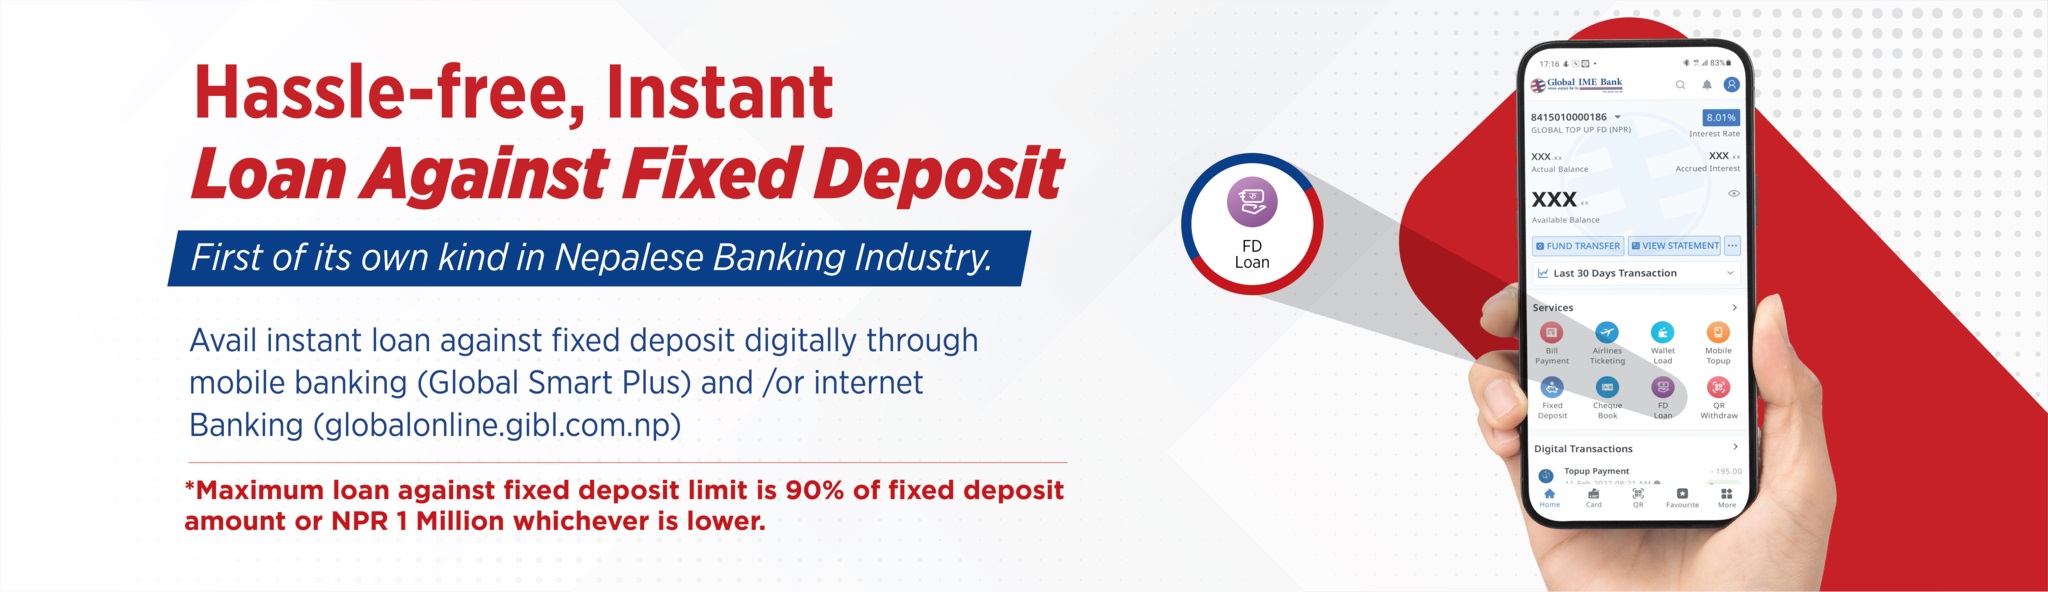 Hassle-free, Instant
Loan Against Fixed Deposit
First of its own kind in Nepalese Banking Industry.
Avail instant loan against fixed deposit digitally through
mobile banking (Global Smart Plus) and /or internet
Banking (globalonline.gibl.com.np)
*Maximum loan against fixed deposit limit is 90% of fixed deposit
amount or NPR 1 Million whichever is lower.
FD
Loan
17:16 83%
Global IME Bank
8415010000186 8.01%
GLOBAL TOP UP FD (NPR) Interest Rate
XXX.xx XXX.xx
Actual Balance Accrued Interest
XXX.xx
Available Balance
FUND TRANSFER VIEW STATEMENT ...
Last 30 Days Transaction
Services
Bill Payment Airlines Ticketing Wallet Load Mobile Topup
Fixed Deposit Cheque Book FD Loan QR Withdraw
Digital Transactions
Topup Payment - 195.00
Home Card QR Favourite More